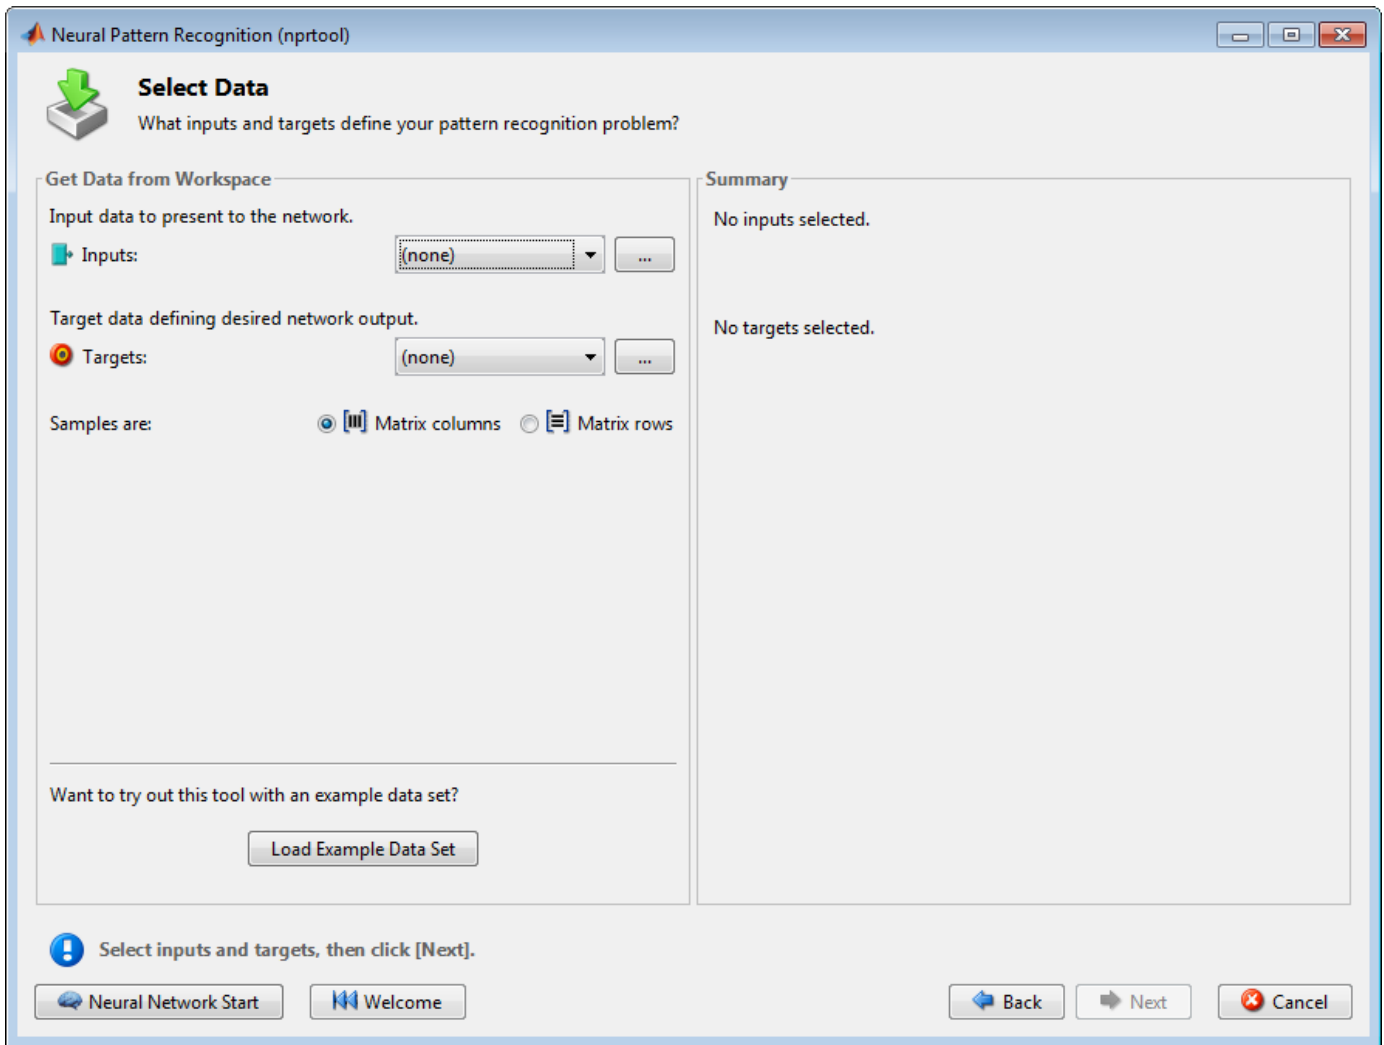 Neural Pattern Recognition (nprtool)
Select Data
What inputs and targets define your pattern recognition problem?
Get Data from Workspace
Input data to present to the network.
Inputs:
(none)
...
Target data defining desired network output.
Targets:
(none)
...
Samples are:
Matrix columns
Matrix rows
Want to try out this tool with an example data set?
Load Example Data Set
Summary
No inputs selected.
No targets selected.
Select inputs and targets, then click [Next].
Neural Network Start
Welcome
Back
Next
Cancel